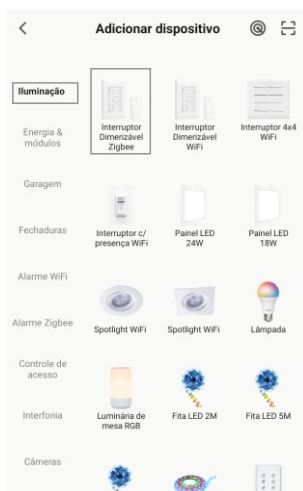 Adicionar dispositivo
Iluminação
Energia &
módulos
Garagem
Fechaduras
Alarme WiFi
Alarme Zigbee
Controle de
acesso
Interfonia
Câmeras
Interruptor
Dimerizável
Zigbee
Interruptor
Dimerizável
WiFi
Interruptor 4x4
WiFi
Interruptor c/
presença WiFi
Painel LED
24W
Painel LED
18W
Spotlight WiFi
Spotlight WiFi
Lâmpada
Luminária de
mesa RGB
Fita LED 2M
Fita LED 5M